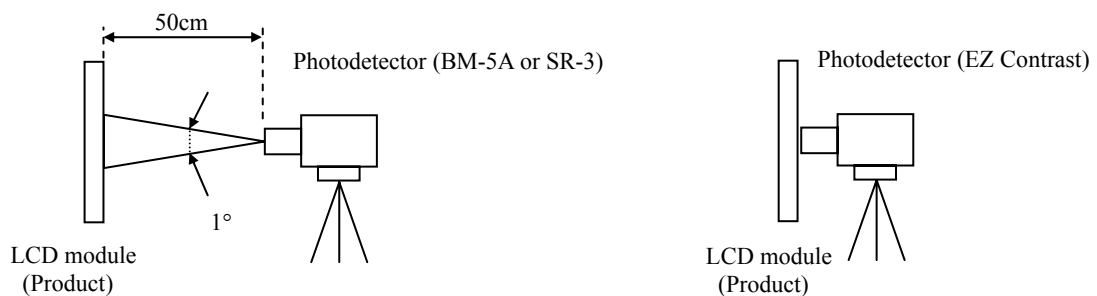 50cm
Photodetector (BM-5A or SR-3)
1°
LCD module
(Product)
Photodetector (EZ Contrast)
LCD module
(Product)